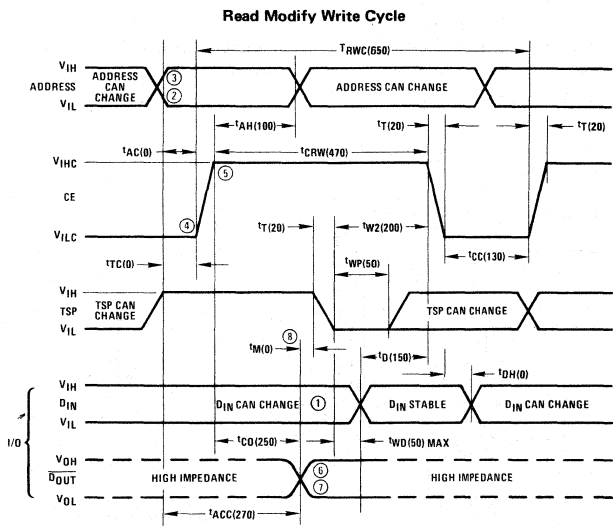 Read Modify Write Cycle
TRWC(650)
VIH
ADDRESS
VIL
ADDRESS CAN CHANGE
3
2
ADDRESS CAN CHANGE
tAH(100)
tT(20)
tT(20)
tAC(0)
tCRW(470)
VIHC
CE
VILC
5
4
tT(20)
tW2(200)
tCC(130)
tTC(0)
tWP(50)
VIH
TSP
VIL
TSP CAN CHANGE
TSP CAN CHANGE
8
tM(0)
tD(150)
tDH(0)
VIH
DIN
VIL
DIN CAN CHANGE
1
DIN STABLE
DIN CAN CHANGE
I/O
tCO(250)
tWD(50) MAX
VOH
DOUT
VOL
HIGH IMPEDANCE
6
7
HIGH IMPEDANCE
tACC(270)